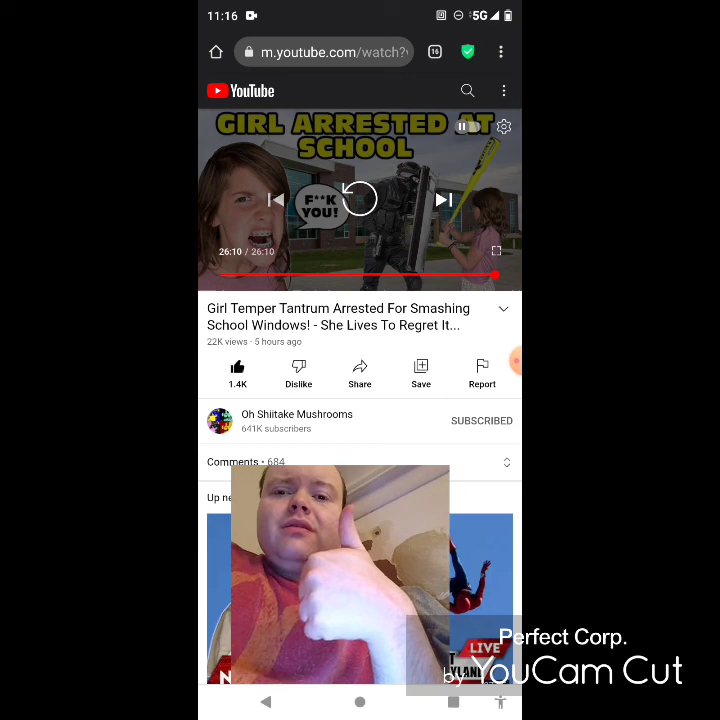 11:16
5G
m.youtube.com/watch?v
16
YouTube
GIRL ARRESTED AT
SCHOOL
F**K
YOU!
26:10 / 26:10
Girl Temper Tantrum Arrested For Smashing
School Windows! - She Lives To Regret It...
22K views · 5 hours ago
1.4K
Dislike
Share
Save
Report
Oh Shiitake Mushrooms
641K subscribers
SUBSCRIBED
Comments • 684
Up ne
LIVE
N
YLAN
Perfect Corp.
by YouCam Cut